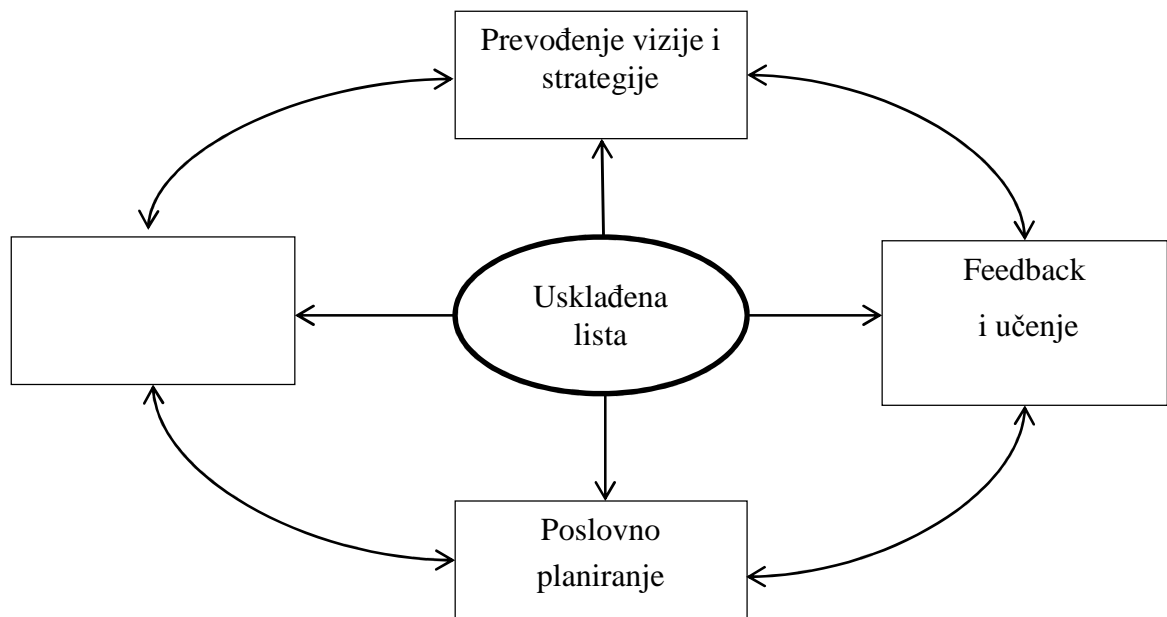 Prevođenje vizije i
strategije
Usklađena
lista
Feedback
i učenje
Poslovno
planiranje